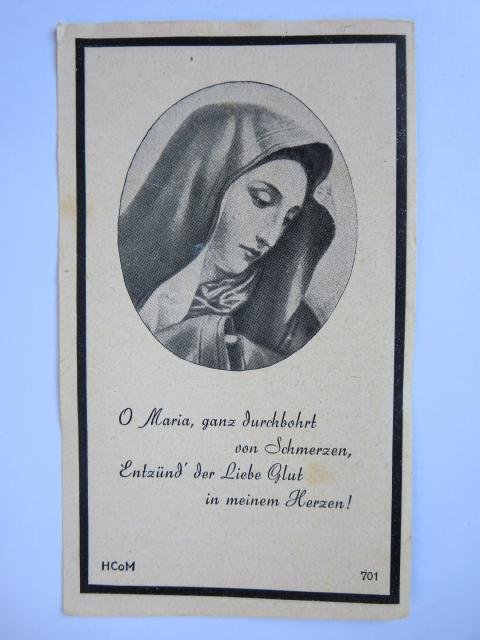 O Maria, ganz durchbohrt
von Schmerzen,
Entzünd' der Liebe Glut
in meinem Herzen!
HCoM
701